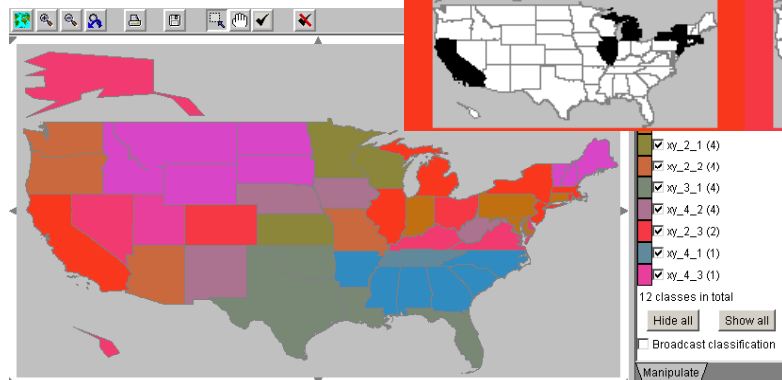 xy_2_1 (4)
xy_2_2 (4)
xy_3_1 (4)
xy_4_2 (4)
xy_2_3 (2)
xy_4_1 (1)
xy_4_3 (1)
12 classes in total
Hide all Show all
Broadcast classification
Manipulate